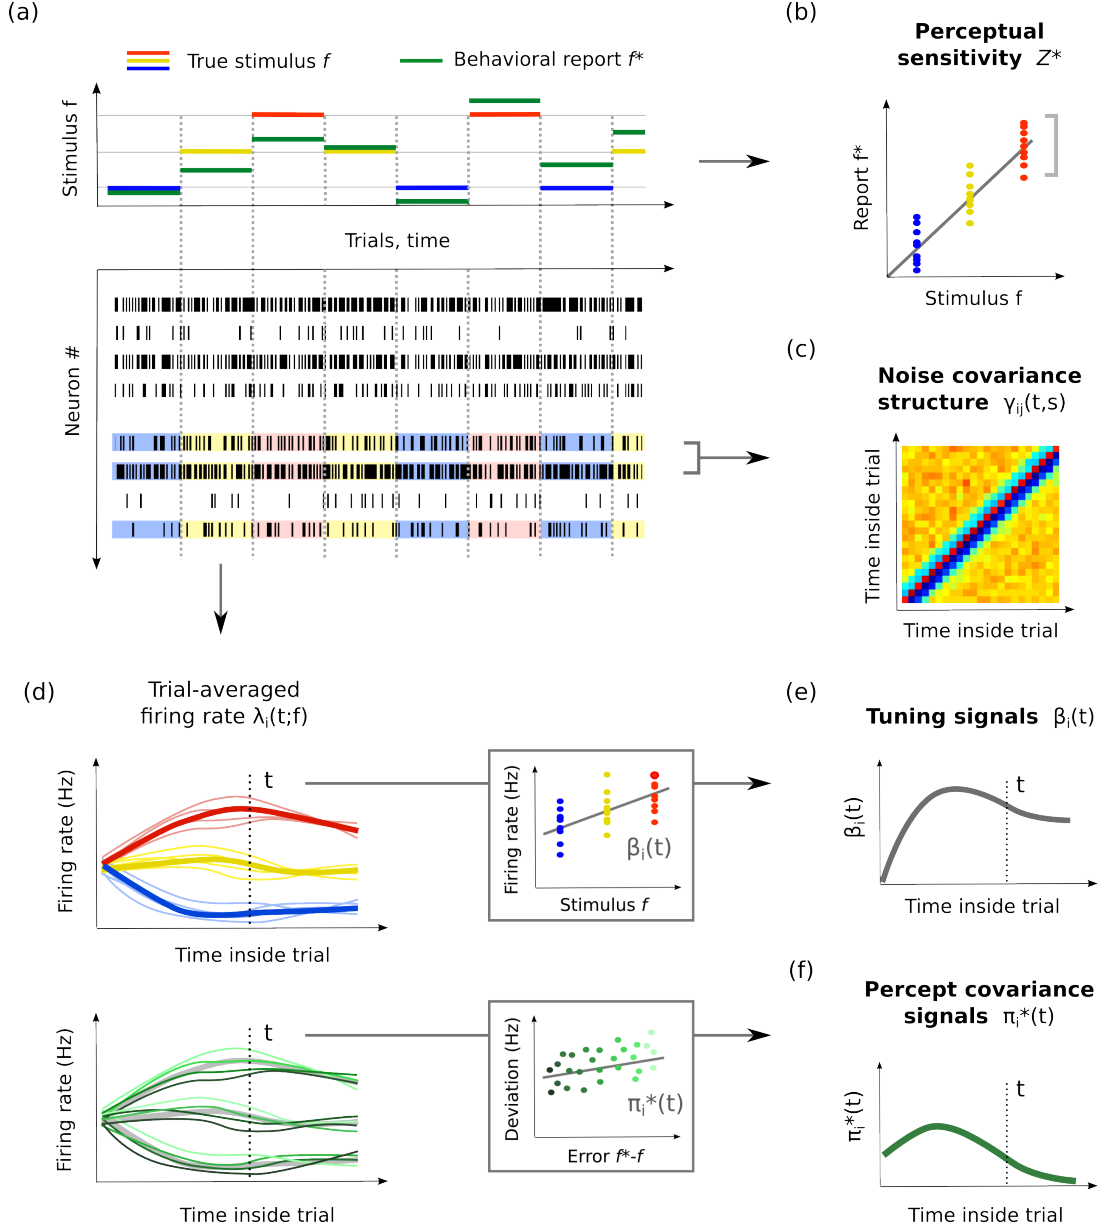 (a)
True stimulus f
Behavioral report f*
Stimulus f
Trials, time
Neuron #
(b)
Perceptual
sensitivity Z*
Report f*
Stimulus f
(c)
Noise covariance
structure γij(t,s)
Time inside trial
Time inside trial
(d)
Trial-averaged
firing rate λi(t;f)
Firing rate (Hz)
t
Time inside trial
Firing rate (Hz)
βi(t)
Stimulus f
(e)
Tuning signals βi(t)
βi(t)
t
Time inside trial
Firing rate (Hz)
t
Time inside trial
Deviation (Hz)
πi*(t)
Error f*-f
(f)
Percept covariance
signals πi*(t)
πi*(t)
t
Time inside trial